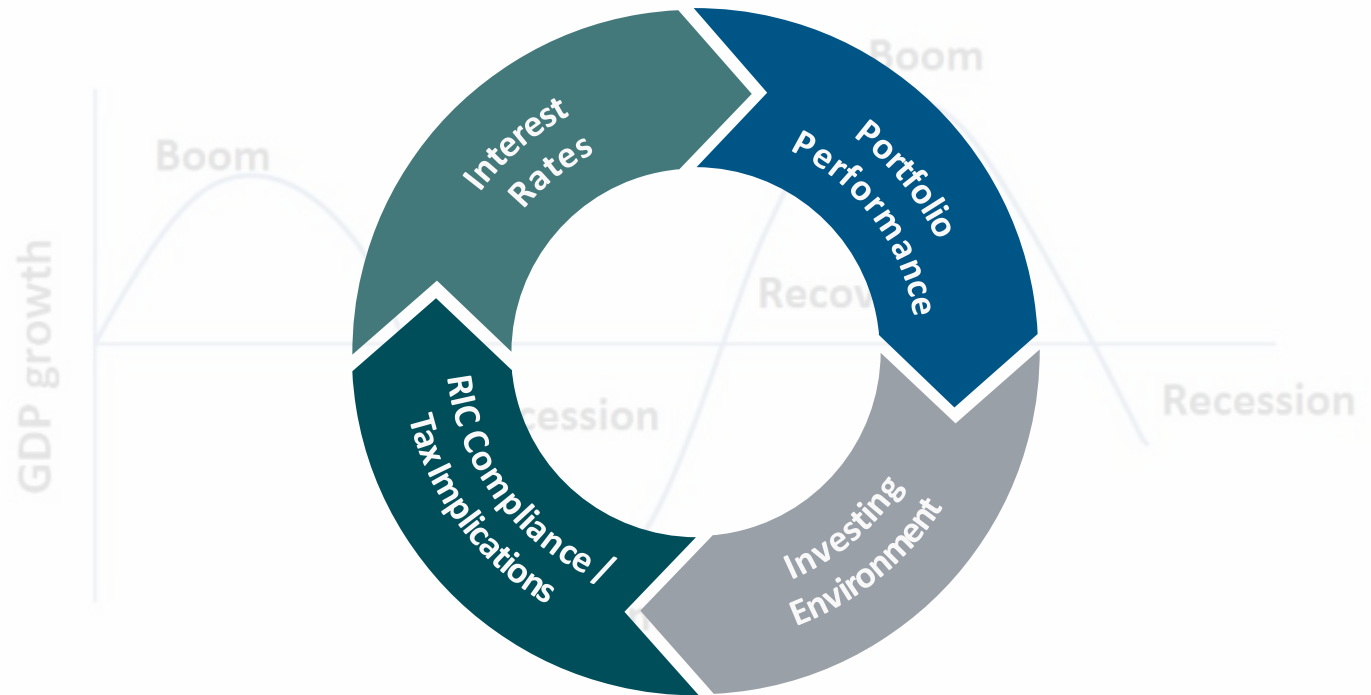 Boom
Boom
GDP growth
Interest
Rates
Portfolio
Performance
Recov
cession
Recession
RIC Compliance /
Tax Implications
Investing
Environment